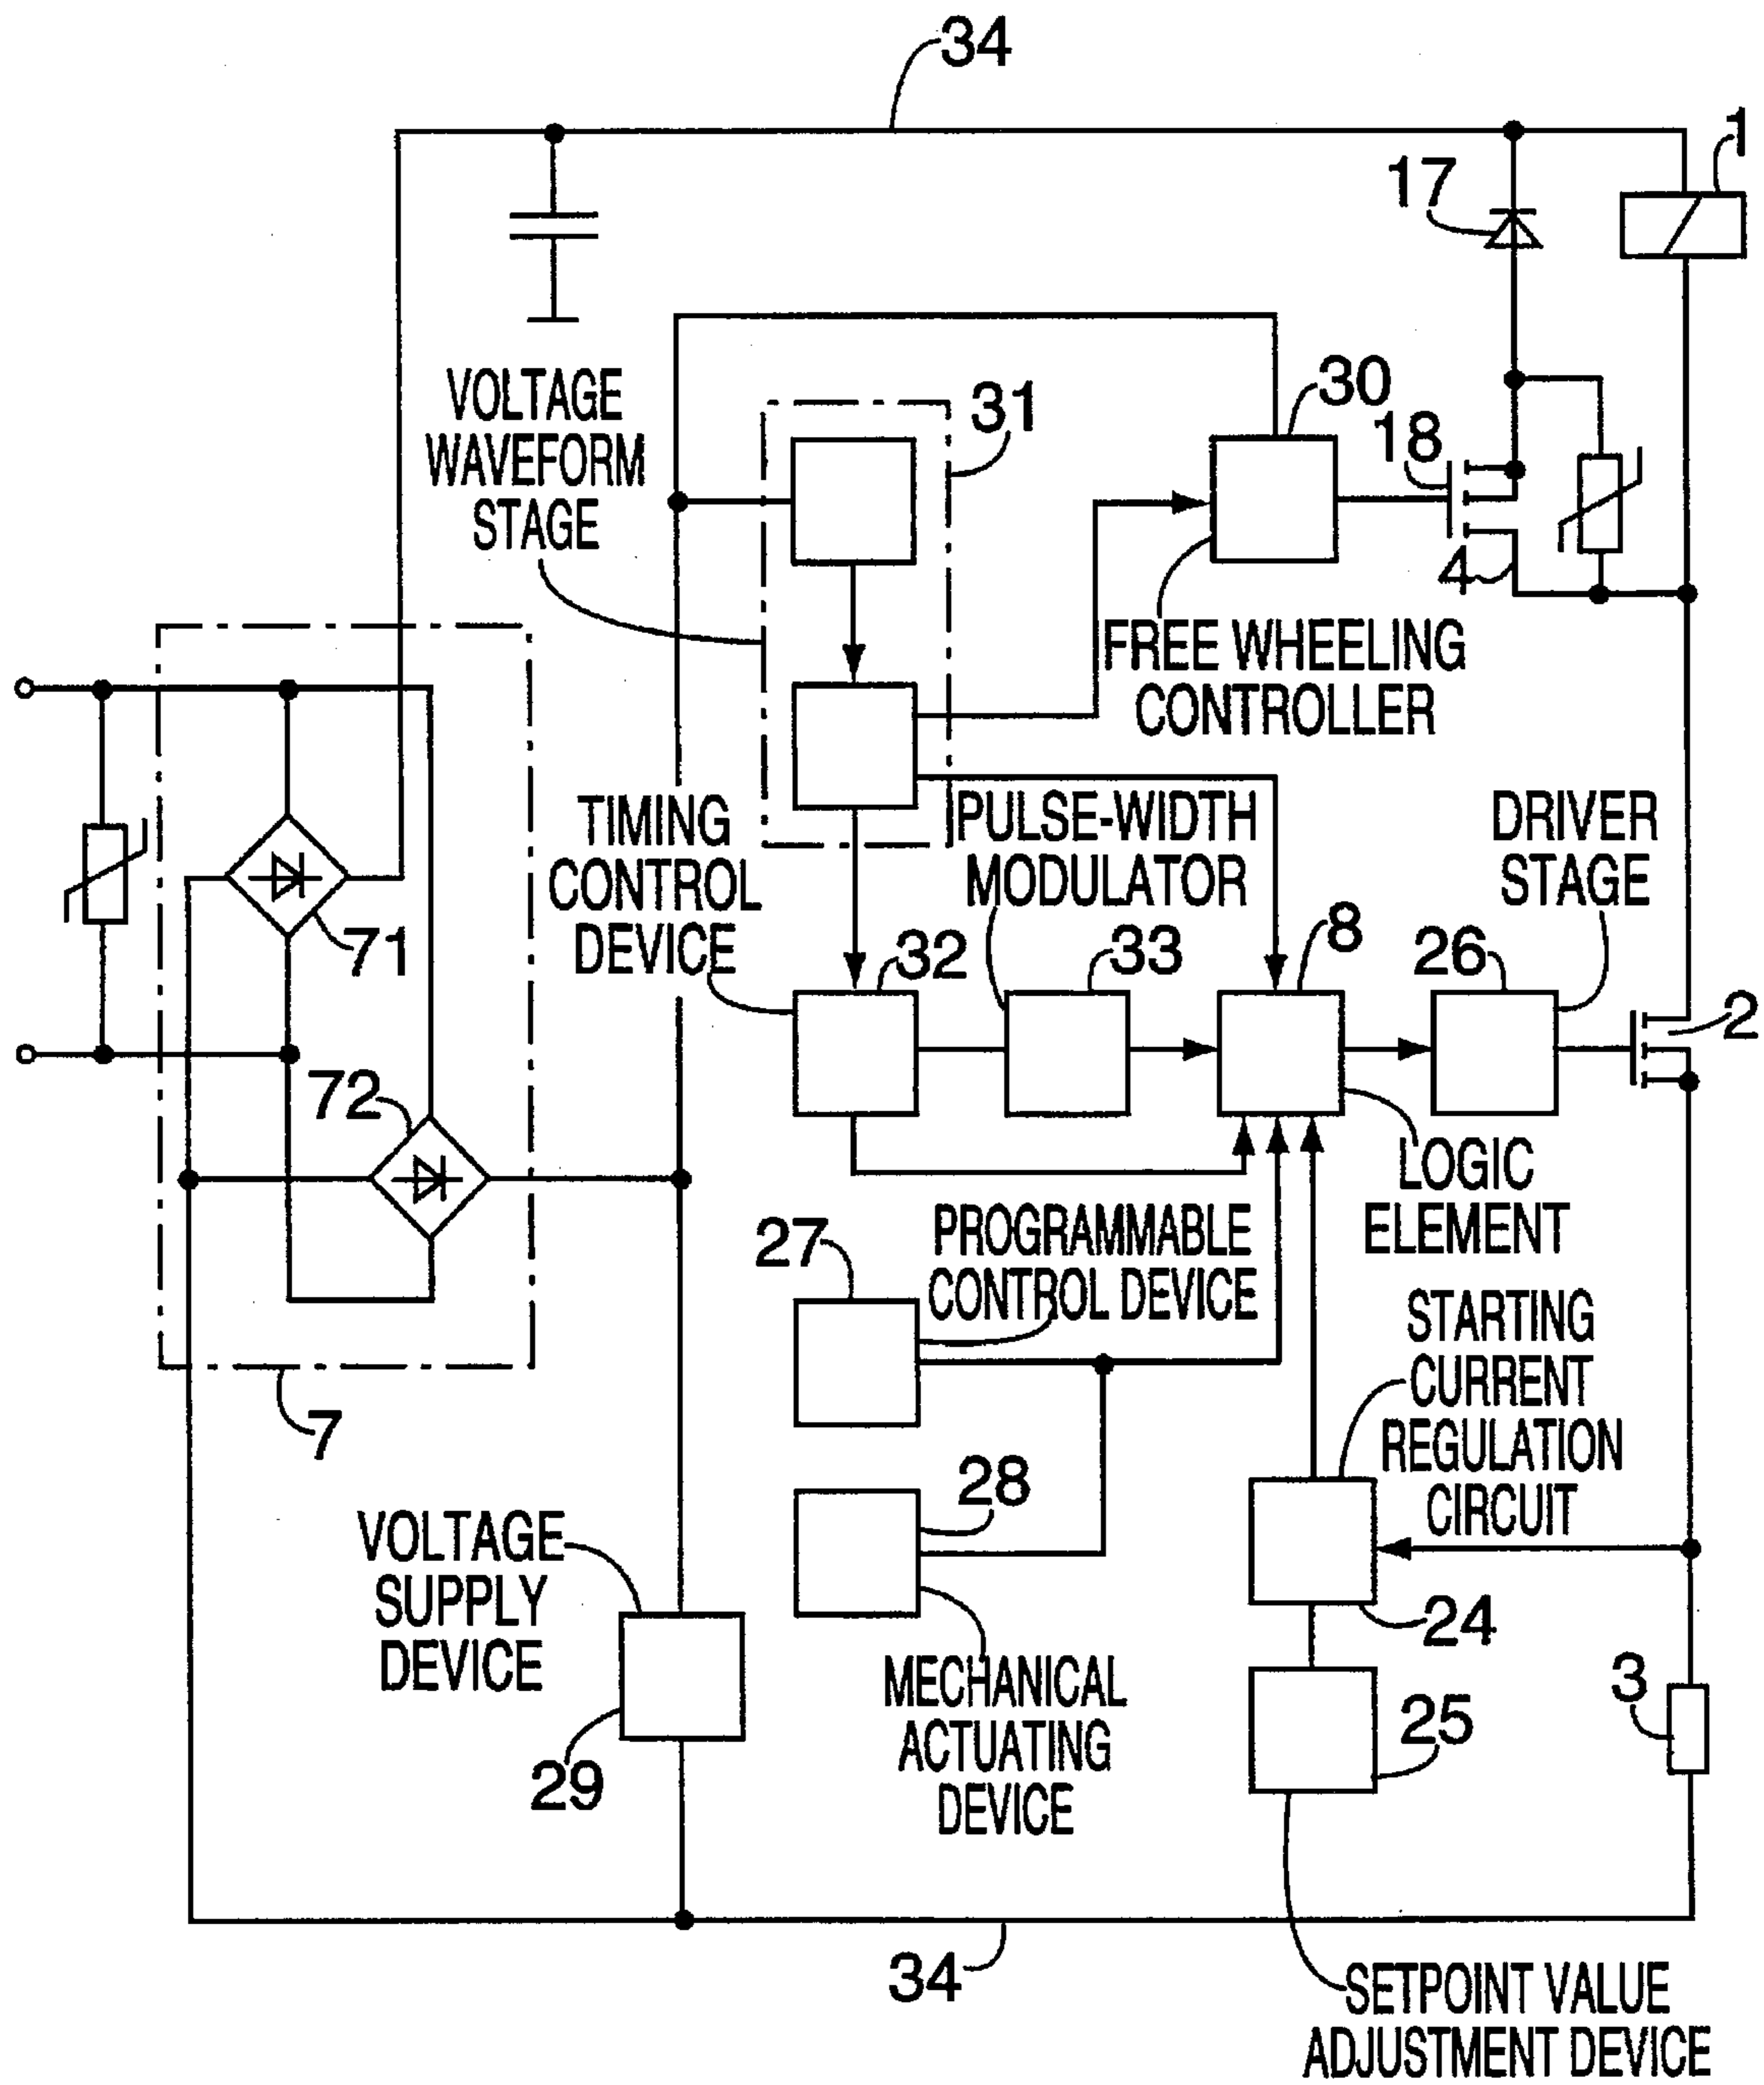 34
1
17
VOLTAGE
WAVEFORM
STAGE
31
30
18
4
FREE WHEELING
CONTROLLER
TIMING
CONTROL
DEVICE
PULSE-WIDTH
MODULATOR
DRIVER
STAGE
71
32
33
8
26
2
72
LOGIC
ELEMENT
27
PROGRAMMABLE
CONTROL DEVICE
STARTING
CURRENT
REGULATION
CIRCUIT
7
28
VOLTAGE
SUPPLY
DEVICE
24
MECHANICAL
ACTUATING
DEVICE
3
25
29
34
SETPOINT VALUE
ADJUSTMENT DEVICE